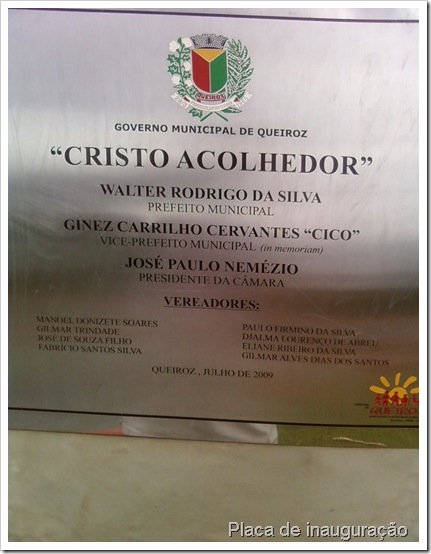 QUEIROZ
GOVERNO MUNICIPAL DE QUEIROZ
“CRISTO ACOLHEDOR”
WALTER RODRIGO DA SILVA
PREFEITO MUNICIPAL
GINEZ CARRILHO CERVANTES “CICO”
VICE-PREFEITO MUNICIPAL (in memoriam)
JOSÉ PAULO NEMÉZIO
PRESIDENTE DA CÂMARA
VEREADORES:
MANOEL DONIZETE SOARES
GILMAR TRINDADE
JOSÉ DE SOUZA FILHO
FABRÍCIO SANTOS SILVA
PAULO FIRMINO DA SILVA
DJALMA LOURENÇO DE ABREU
ELIANE RIBEIRO DA SILVA
GILMAR ALVES DIAS DOS SANTOS
QUEIROZ , JULHO DE 2009
Placa de inauguração